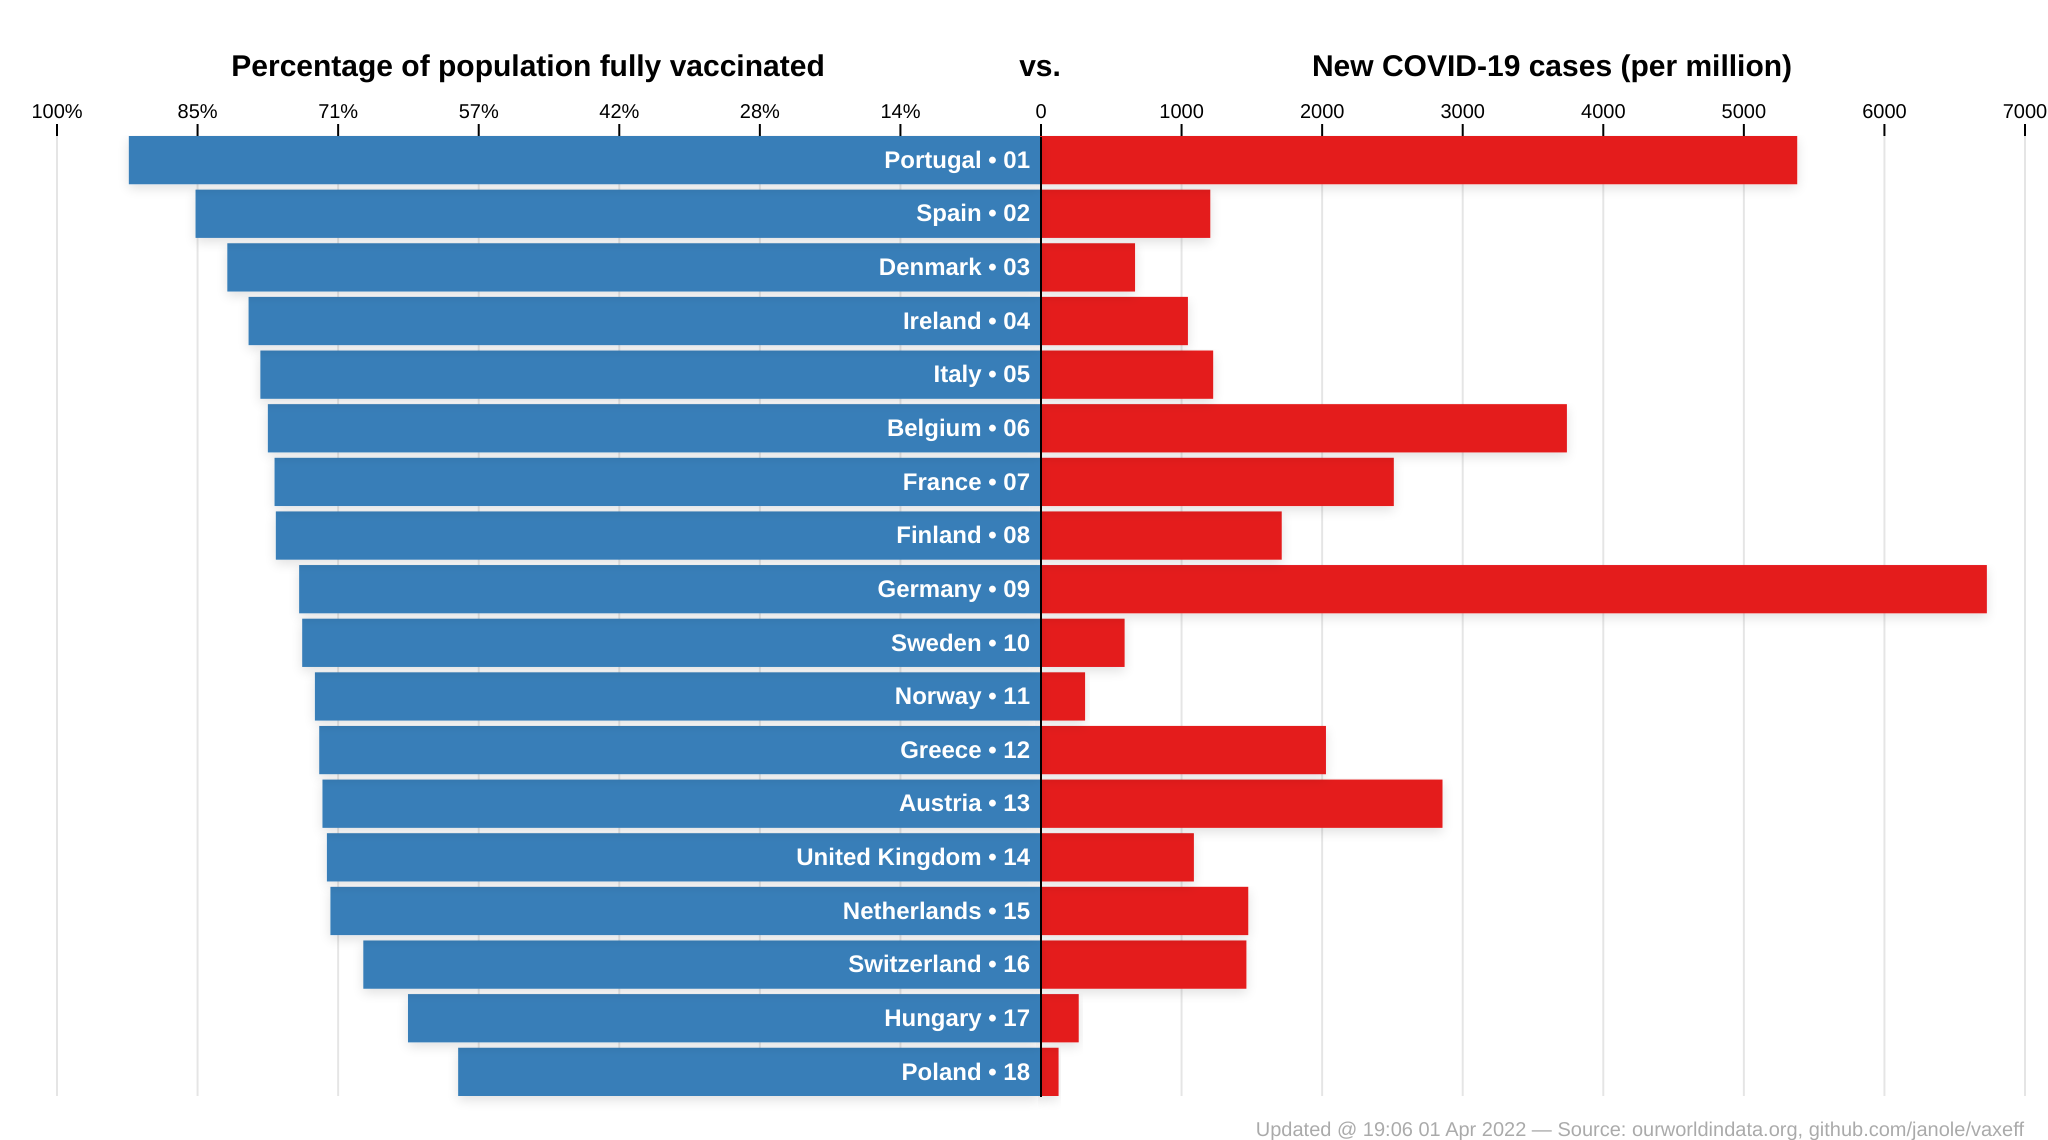 Percentage of population fully vaccinated vs. New COVID-19 cases (per million)
100% 85% 71% 57% 42% 28% 14% 0 1000 2000 3000 4000 5000 6000 7000
Portugal • 01
Spain • 02
Denmark • 03
Ireland • 04
Italy • 05
Belgium • 06
France • 07
Finland • 08
Germany • 09
Sweden • 10
Norway • 11
Greece • 12
Austria • 13
United Kingdom • 14
Netherlands • 15
Switzerland • 16
Hungary • 17
Poland • 18
Updated @ 19:06 01 Apr 2022 — Source: ourworldindata.org, github.com/janole/vaxeff